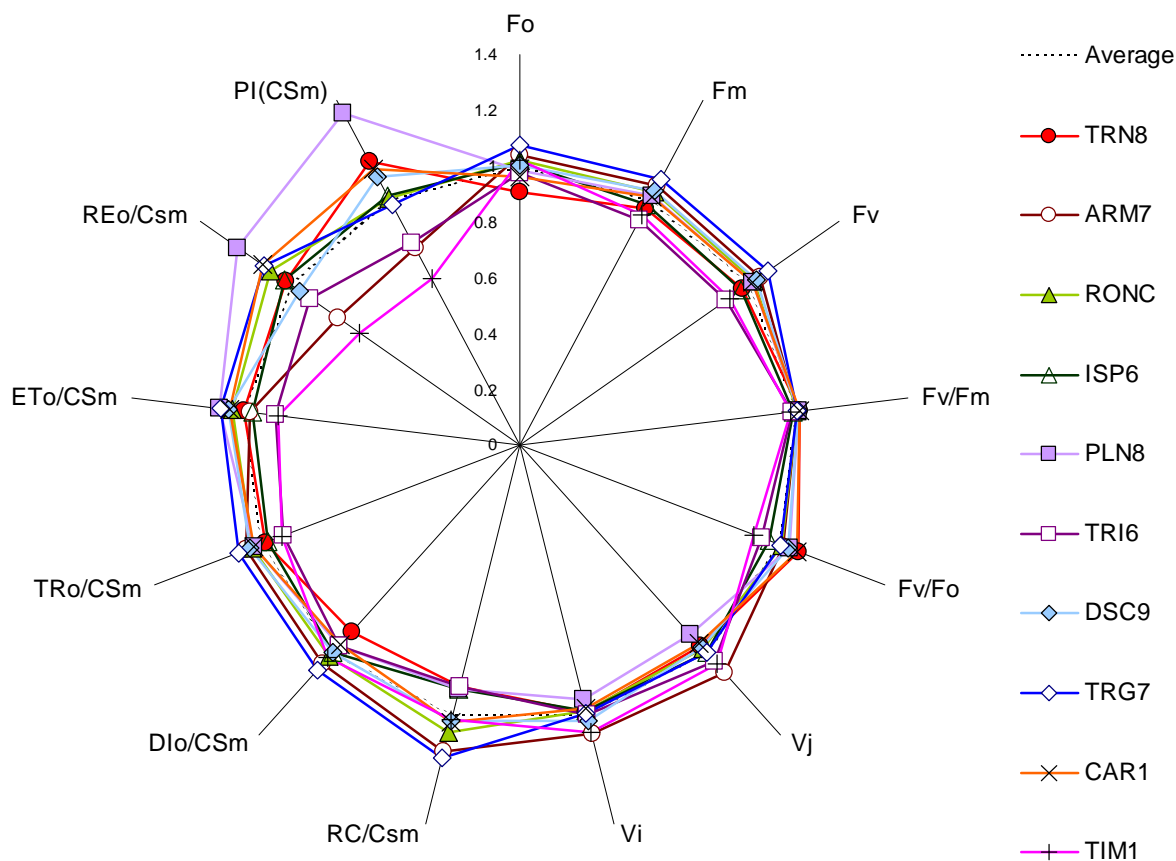 Fo
Fm
Fv
Fv/Fm
Fv/Fo
Vj
Vi
RC/Csm
DIo/CSm
TRo/CSm
ETo/CSm
REo/Csm
PI(CSm)
1.4
1.2
1
0.8
0.6
0.4
0.2
0
Average
TRN8
ARM7
RONC
ISP6
PLN8
TRI6
DSC9
TRG7
CAR1
TIM1